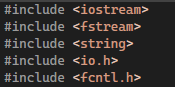 #include <iostream>
#include <fstream>
#include <string>
#include <io.h>
#include <fcntl.h>